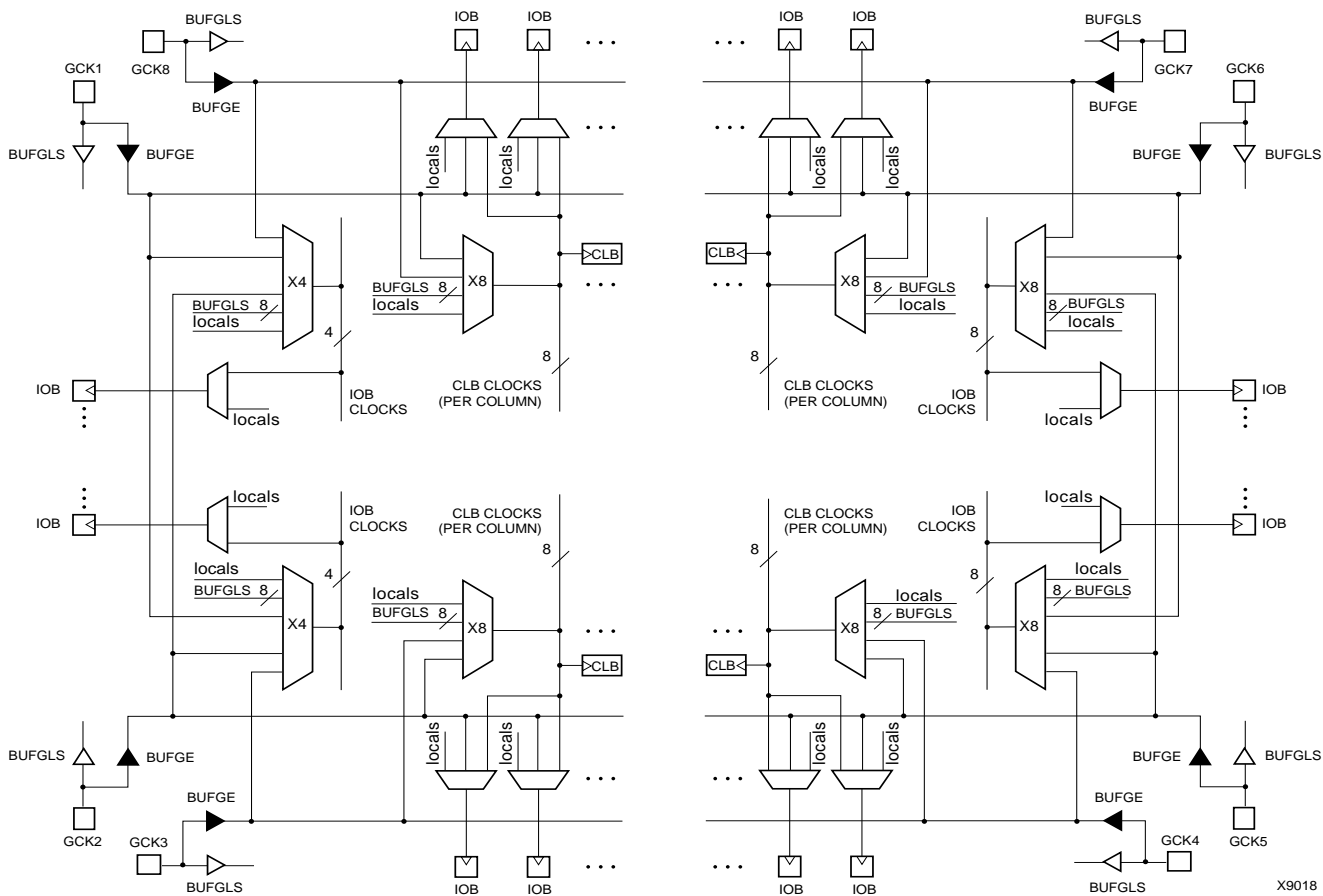 BUFGLS
IOB
IOB
IOB
IOB
BUFGLS
GCK1
GCK8
GCK7
GCK6
BUFGE
BUFGE
BUFGLS
BUFGE
BUFGE
BUFGLS
locals
locals
locals
locals
CLB
CLB
X4
X8
X8
X8
BUFGLS 8
locals
BUFGLS 8
locals
8 BUFGLS
locals
8 BUFGLS
locals
4
8
8
8
IOB
IOB CLOCKS
CLB CLOCKS
(PER COLUMN)
CLB CLOCKS
(PER COLUMN)
IOB
CLOCKS
IOB
locals
locals
locals
locals
IOB
IOB
CLOCKS
CLB CLOCKS
(PER COLUMN)
CLB CLOCKS
(PER COLUMN)
IOB
CLOCKS
IOB
8
8
locals
BUFGLS 8
4
locals
BUFGLS 8
locals
8 BUFGLS
8
locals
8 BUFGLS
X4
X8
X8
X8
CLB
CLB
locals
locals
locals
locals
BUFGLS
BUFGE
BUFGE
BUFGLS
BUFGE
BUFGE
GCK2
GCK3
GCK4
GCK5
BUFGLS
IOB
IOB
IOB
IOB
BUFGLS
X9018